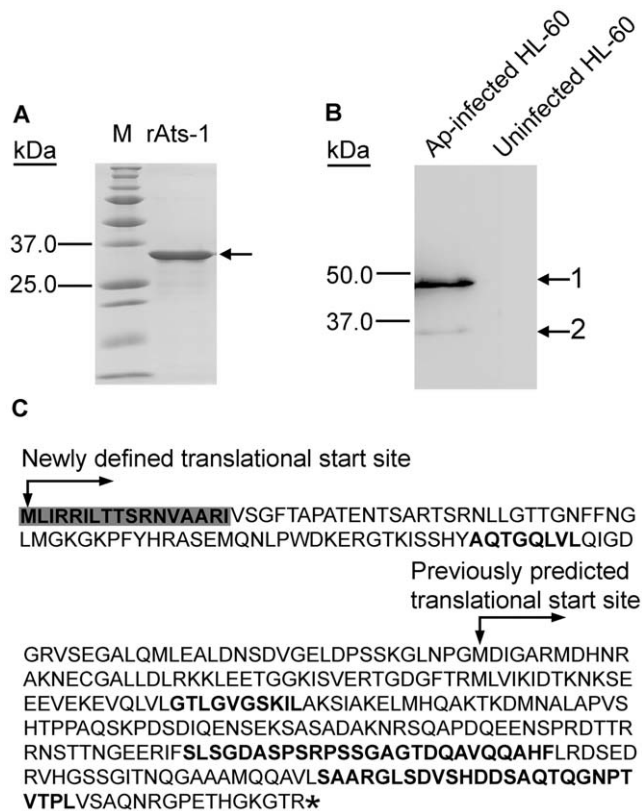 A
M rAts-1
kDa
37.0
25.0
B
Ap-infected HL-60
Uninfected HL-60
kDa
50.0
37.0
1
2
C
Newly defined translational start site
MLIRRILTTSRNVAARIVSGFTAPATENTSARTSRNLLGTTGNFFNG
LMGKGKPFYHRASEMQNLPWDKERGTKISSHYAQTGQLVLQIGD
Previously predicted
translational start site
GRVSEGALQMLEALDNSDVGELDPSSKGLNPGMDIGARMDHNR
AKNECGALLDLRKKLEETGGKISVERTGDGFTRMLVIKIDTKNKSE
EEVEKEVQLVLGTLGVGSKILAKSIAKELMHQAKTKDMNALAPVS
HTPPAQSKPDSDIQENSEKSASADAKNRSQAPDQEENSPRDTTR
RNSTTNGEERIFSLSGDASPSRPSSGAGTDQAVQQAHFLRDSED
RVHGSSGITNQGAAAMQQAVLSAARGLSDVSHDDSAQTQGNPT
VTPLVSAQNRGPETHGKGTR*